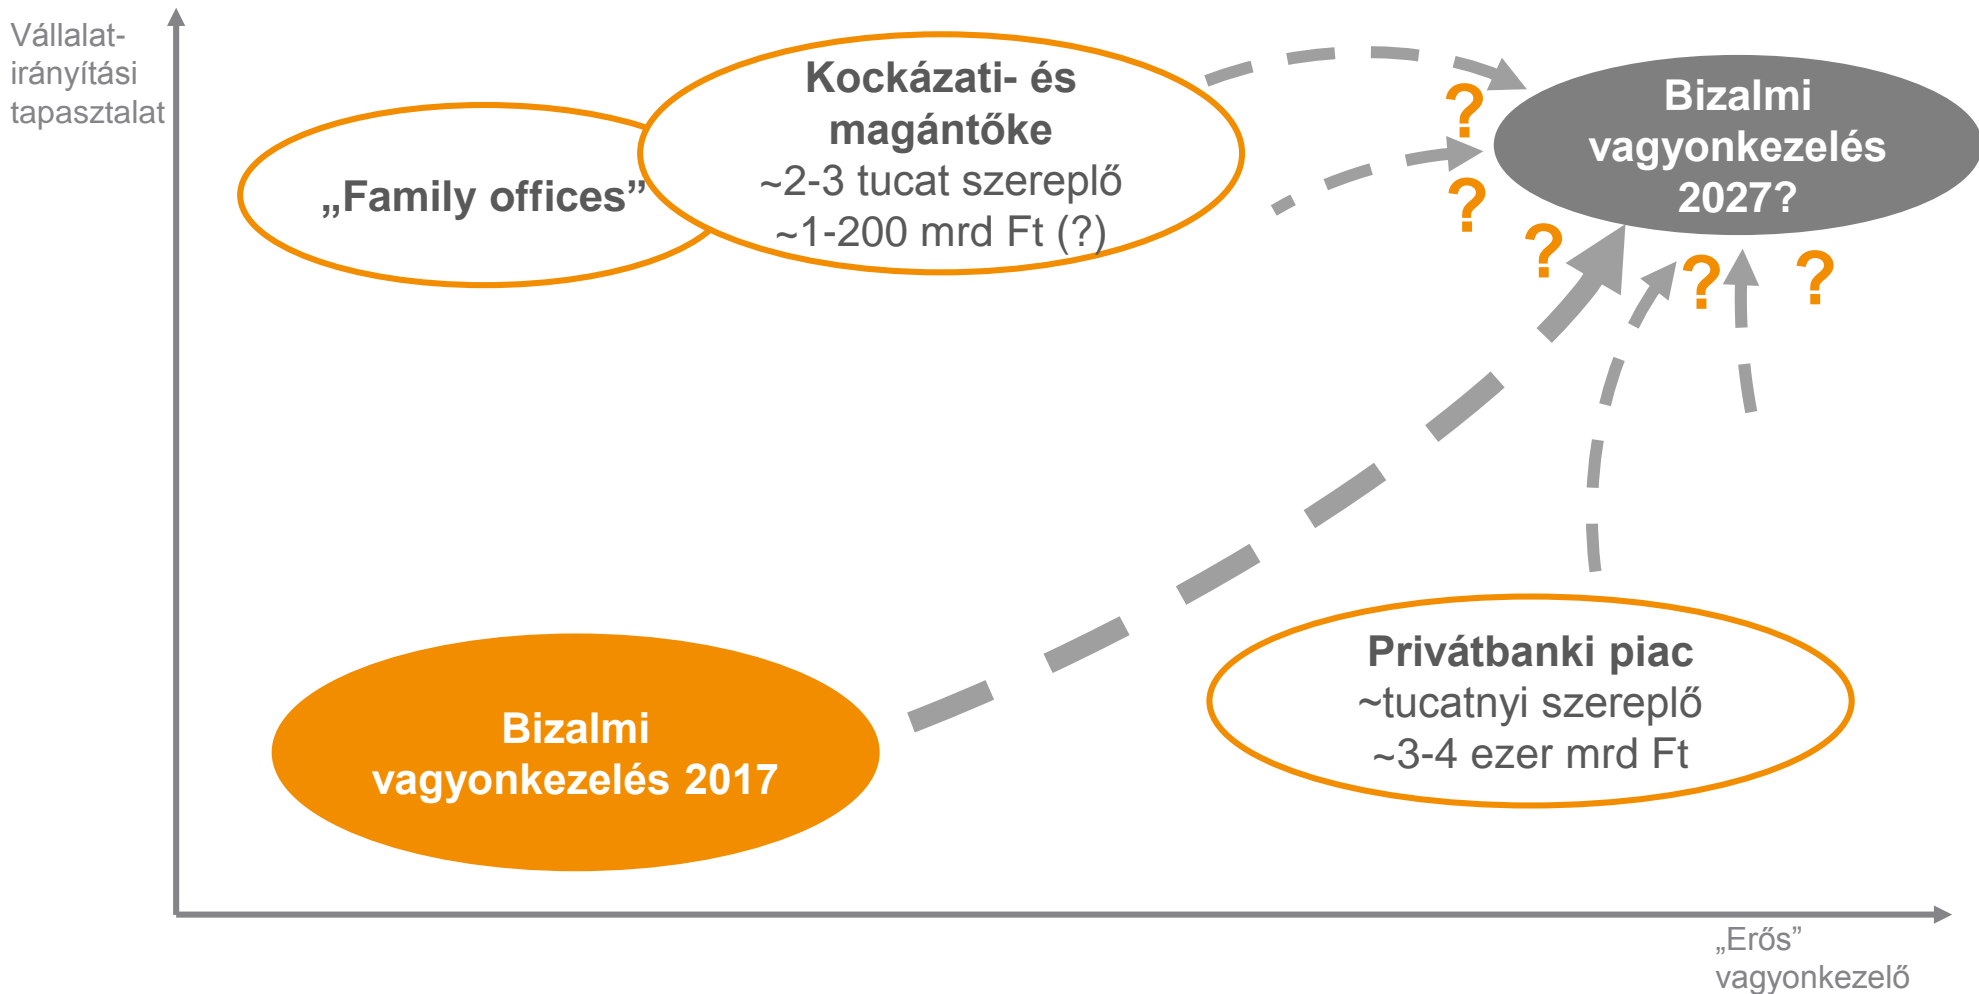 Vállalat-
irányítási
tapasztalat
„Family offices”
Kockázati- és
magántőke
~2-3 tucat szereplő
~1-200 mrd Ft (?)
Bizalmi
vagyonkezelés
2027?
?
?
?
?
?
Bizalmi
vagyonkezelés 2017
Privátbanki piac
~tucatnyi szereplő
~3-4 ezer mrd Ft
„Erős”
vagyonkezelő